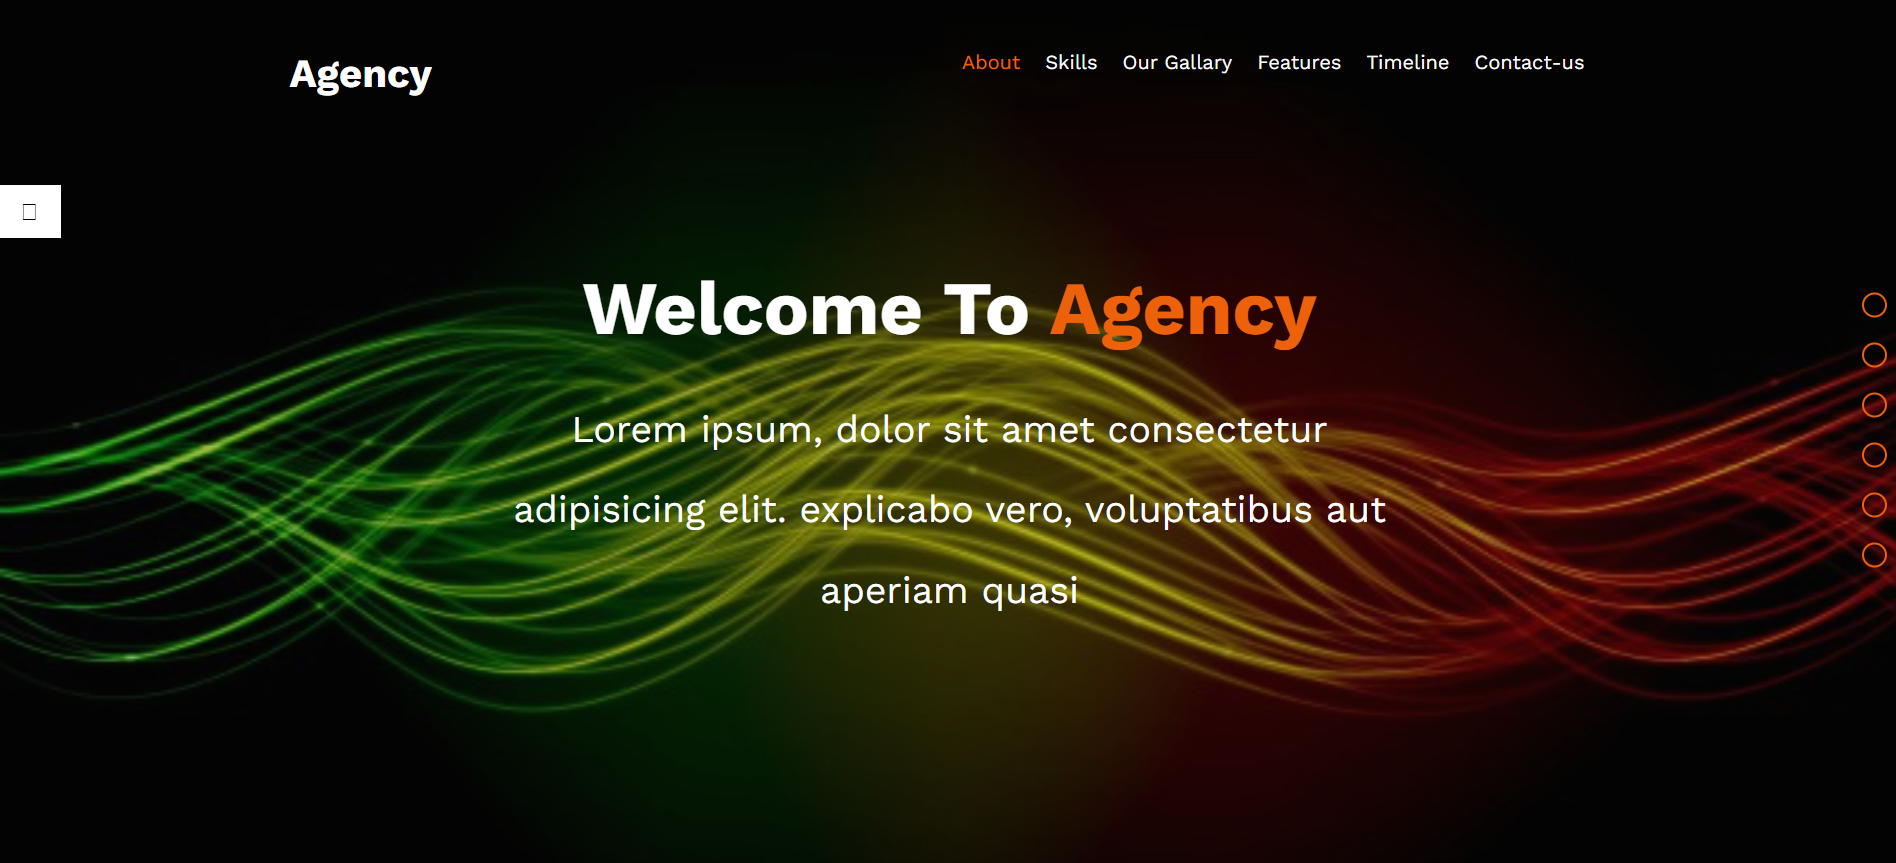 Agency
About Skills Our Gallary Features Timeline Contact-us
Welcome To Agency
Lorem ipsum, dolor sit amet consectetur
adipisicing elit. explicabo vero, voluptatibus aut
aperiam quasi